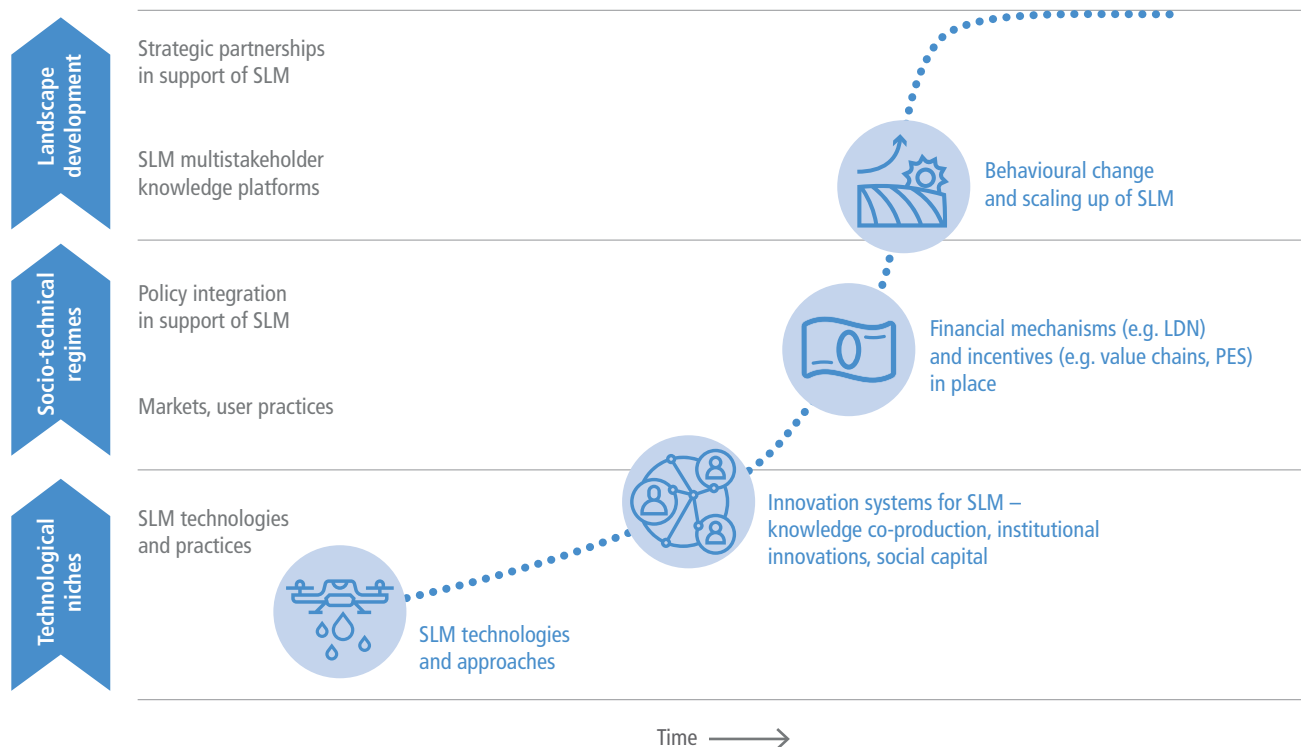 Landscape
development
Strategic partnerships
in support of SLM
SLM multistakeholder
knowledge platforms
Behavioural change
and scaling up of SLM
Socio-technical
regimes
Policy integration
in support of SLM
Markets, user practices
Financial mechanisms (e.g. LDN)
and incentives (e.g. value chains, PES)
in place
Technological
niches
SLM technologies
and practices
Innovation systems for SLM –
knowledge co-production, institutional
innovations, social capital
SLM technologies
and approaches
Time